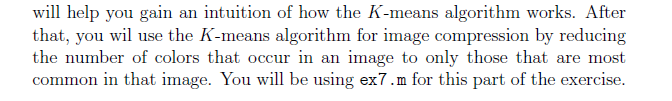 will help you gain an intuition of how the K-means algorithm works. After
that, you wil use the K-means algorithm for image compression by reducing
the number of colors that occur in an image to only those that are most
common in that image. You will be using ex7.m for this part of the exercise.